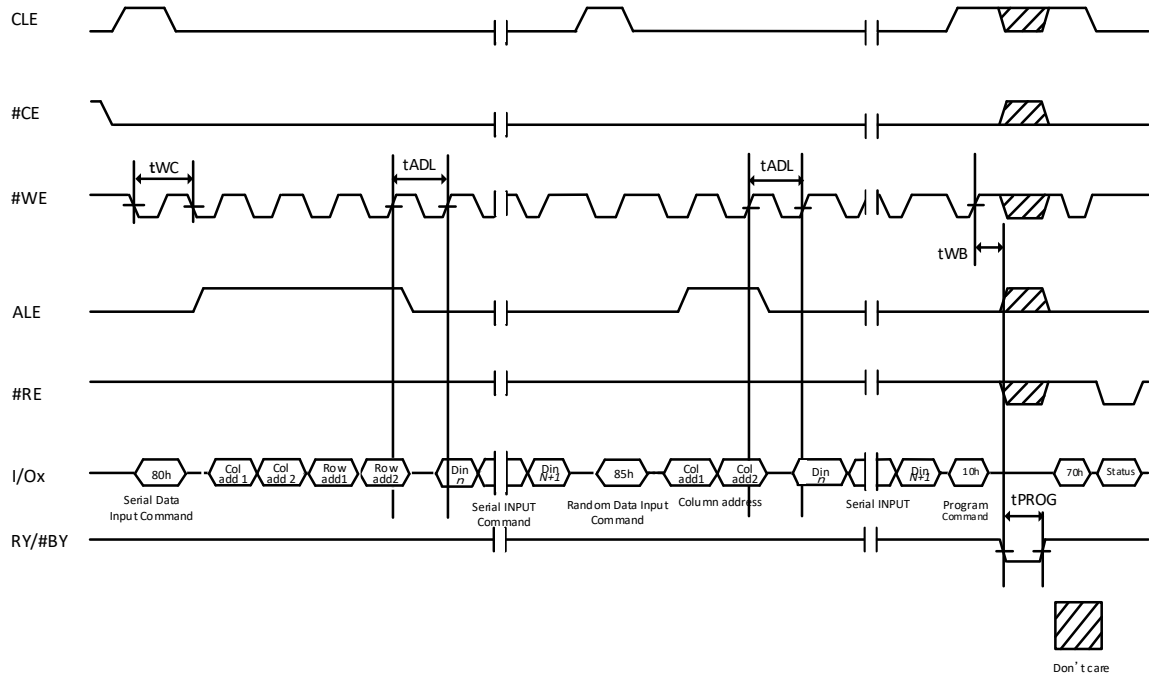 CLE
#CE
tWC
tADL
tADL
#WE
tWB
ALE
#RE
I/Ox
80h
Col
add 1
Col
add 2
Row
add1
Row
add2
Din
n
Din
N+1
85h
Col
add1
Col
add2
Din
n
Din
N+1
10h
70h
Status
Serial Data
Input Command
Serial INPUT
Command
Random Data Input
Command
Column address
Serial INPUT
Program
Command
tPROG
RY/#BY
Don't care